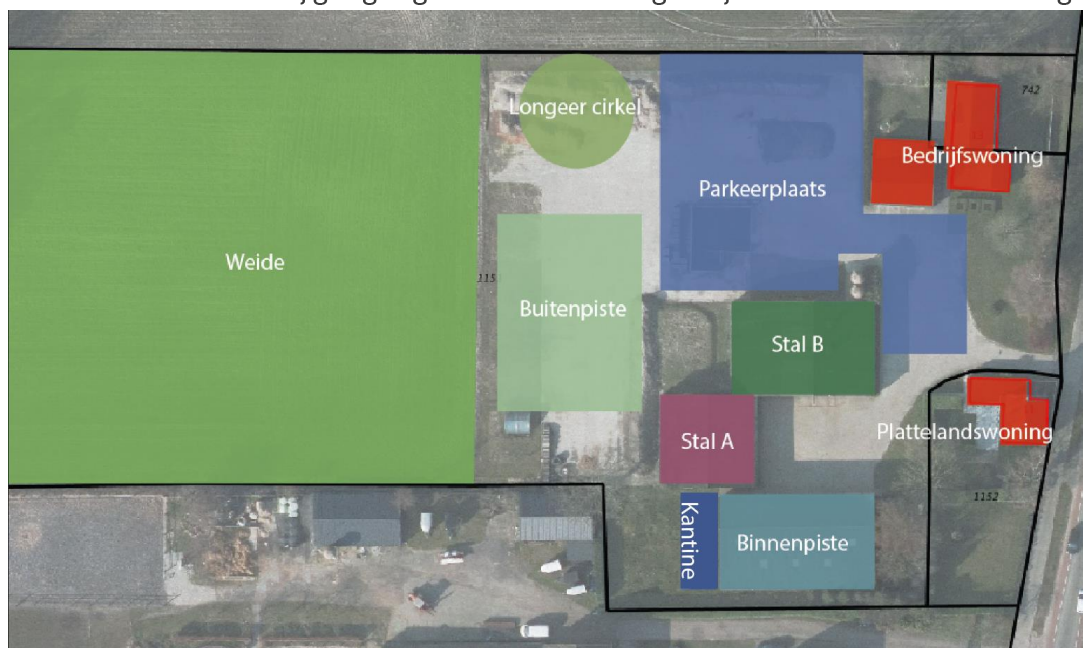 742
Longeer cirkel
Bedrijfswoning
Parkeerplaats
Weide
115
Buitenpiste
Stal B
Plattelandswoning
Stal A
1152
Kantine
Binnenpiste